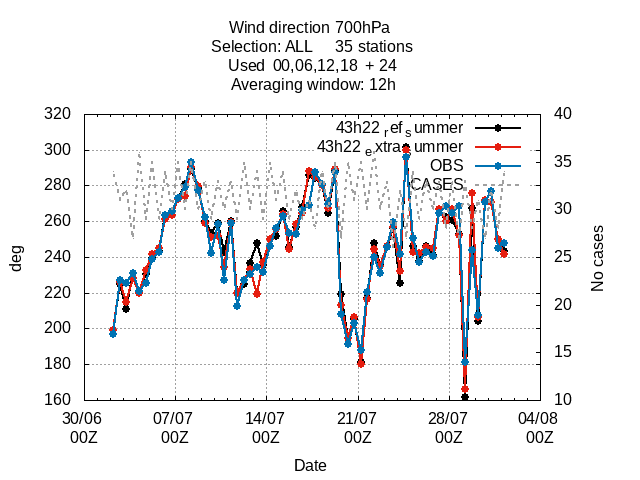 Wind direction 700hPa
Selection: ALL 35 stations
Used 00,06,12,18 + 24
Averaging window: 12h
43h22refsummer
43h22extrasummer
OBS
CASES
320
300
280
260
240
220
200
180
160
deg
40
35
30
25
20
15
10
No cases
30/06 07/07 14/07 21/07 28/07 04/08
00Z 00Z 00Z 00Z 00Z 00Z
Date